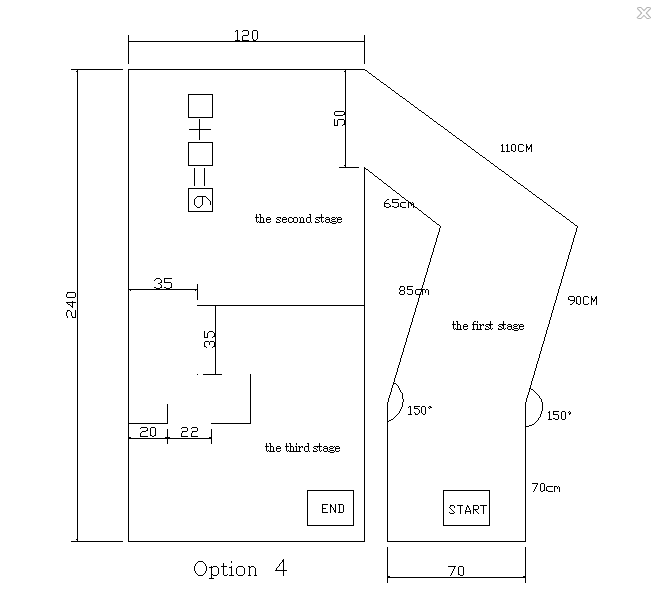 120
50
110CM
9
65cm
the second stage
35
85cm
240
90CM
the first stage
35
150°
150°
20
22
the third stage
70cm
END
START
Option 4
70